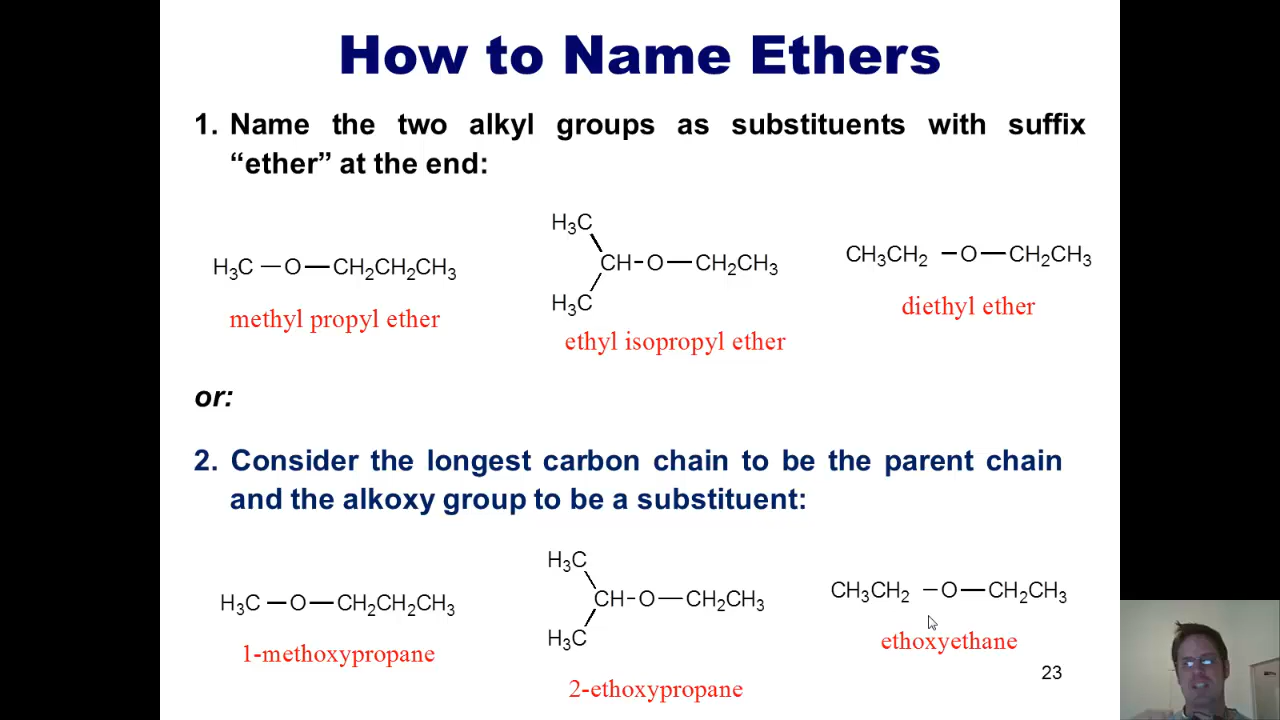 How to Name Ethers
1. Name the two alkyl groups as substituents with suffix
“ether” at the end:
H₃C — O — CH₂CH₂CH₃
methyl propyl ether
H₃C
CH - O — CH₂CH₃
H₃C
ethyl isopropyl ether
CH₃CH₂ — O — CH₂CH₃
diethyl ether
or:
2. Consider the longest carbon chain to be the parent chain
and the alkoxy group to be a substituent:
H₃C — O — CH₂CH₂CH₃
1-methoxypropane
H₃C
CH - O — CH₂CH₃
H₃C
2-ethoxypropane
CH₃CH₂ — O — CH₂CH₃
ethoxyethane
23